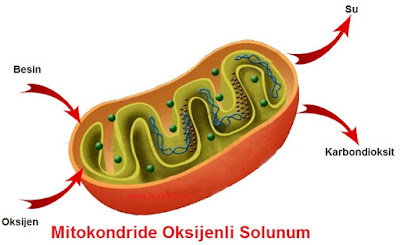 Su
Besin
Karbondioksit
Oksijen
Mitokondride Oksijenli Solunum